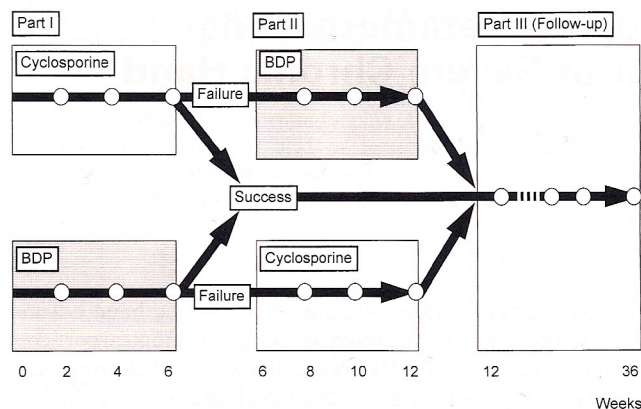 Part I
Part II
Part III (Follow-up)
Cyclosporine
BDP
Failure
Success
BDP
Cyclosporine
Failure
0 2 4 6 6 8 10 12 12 36
Weeks